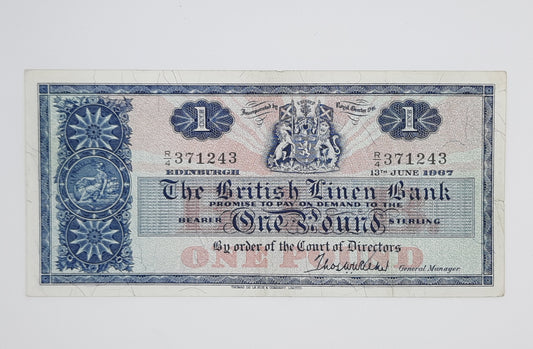 1 Incorporated by Royal Charter 1746 1
R/4 371243 R/4 371243
EDINBURGH 13TH JUNE 1967
The British Linen Bank
PROMISE TO PAY ON DEMAND TO THE
BEARER One Pound STERLING
By order of the Court of Directors
ONE POUND
General Manager.
THOMAS DE LA RUE & COMPANY, LIMITED